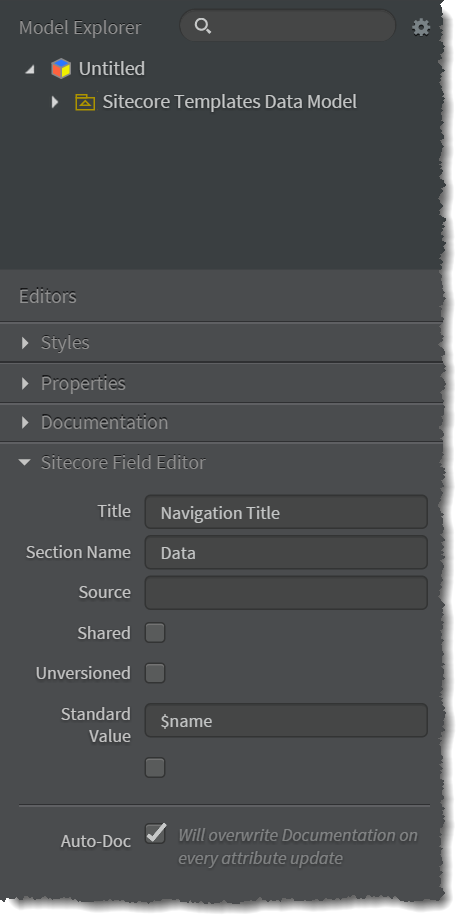 Model Explorer
Untitled
Sitecore Templates Data Model
Editors
Styles
Properties
Documentation
Sitecore Field Editor
Title Navigation Title
Section Name Data
Source
Shared
Unversioned
Standard
Value $name
Auto-Doc Will overwrite Documentation on
every attribute update